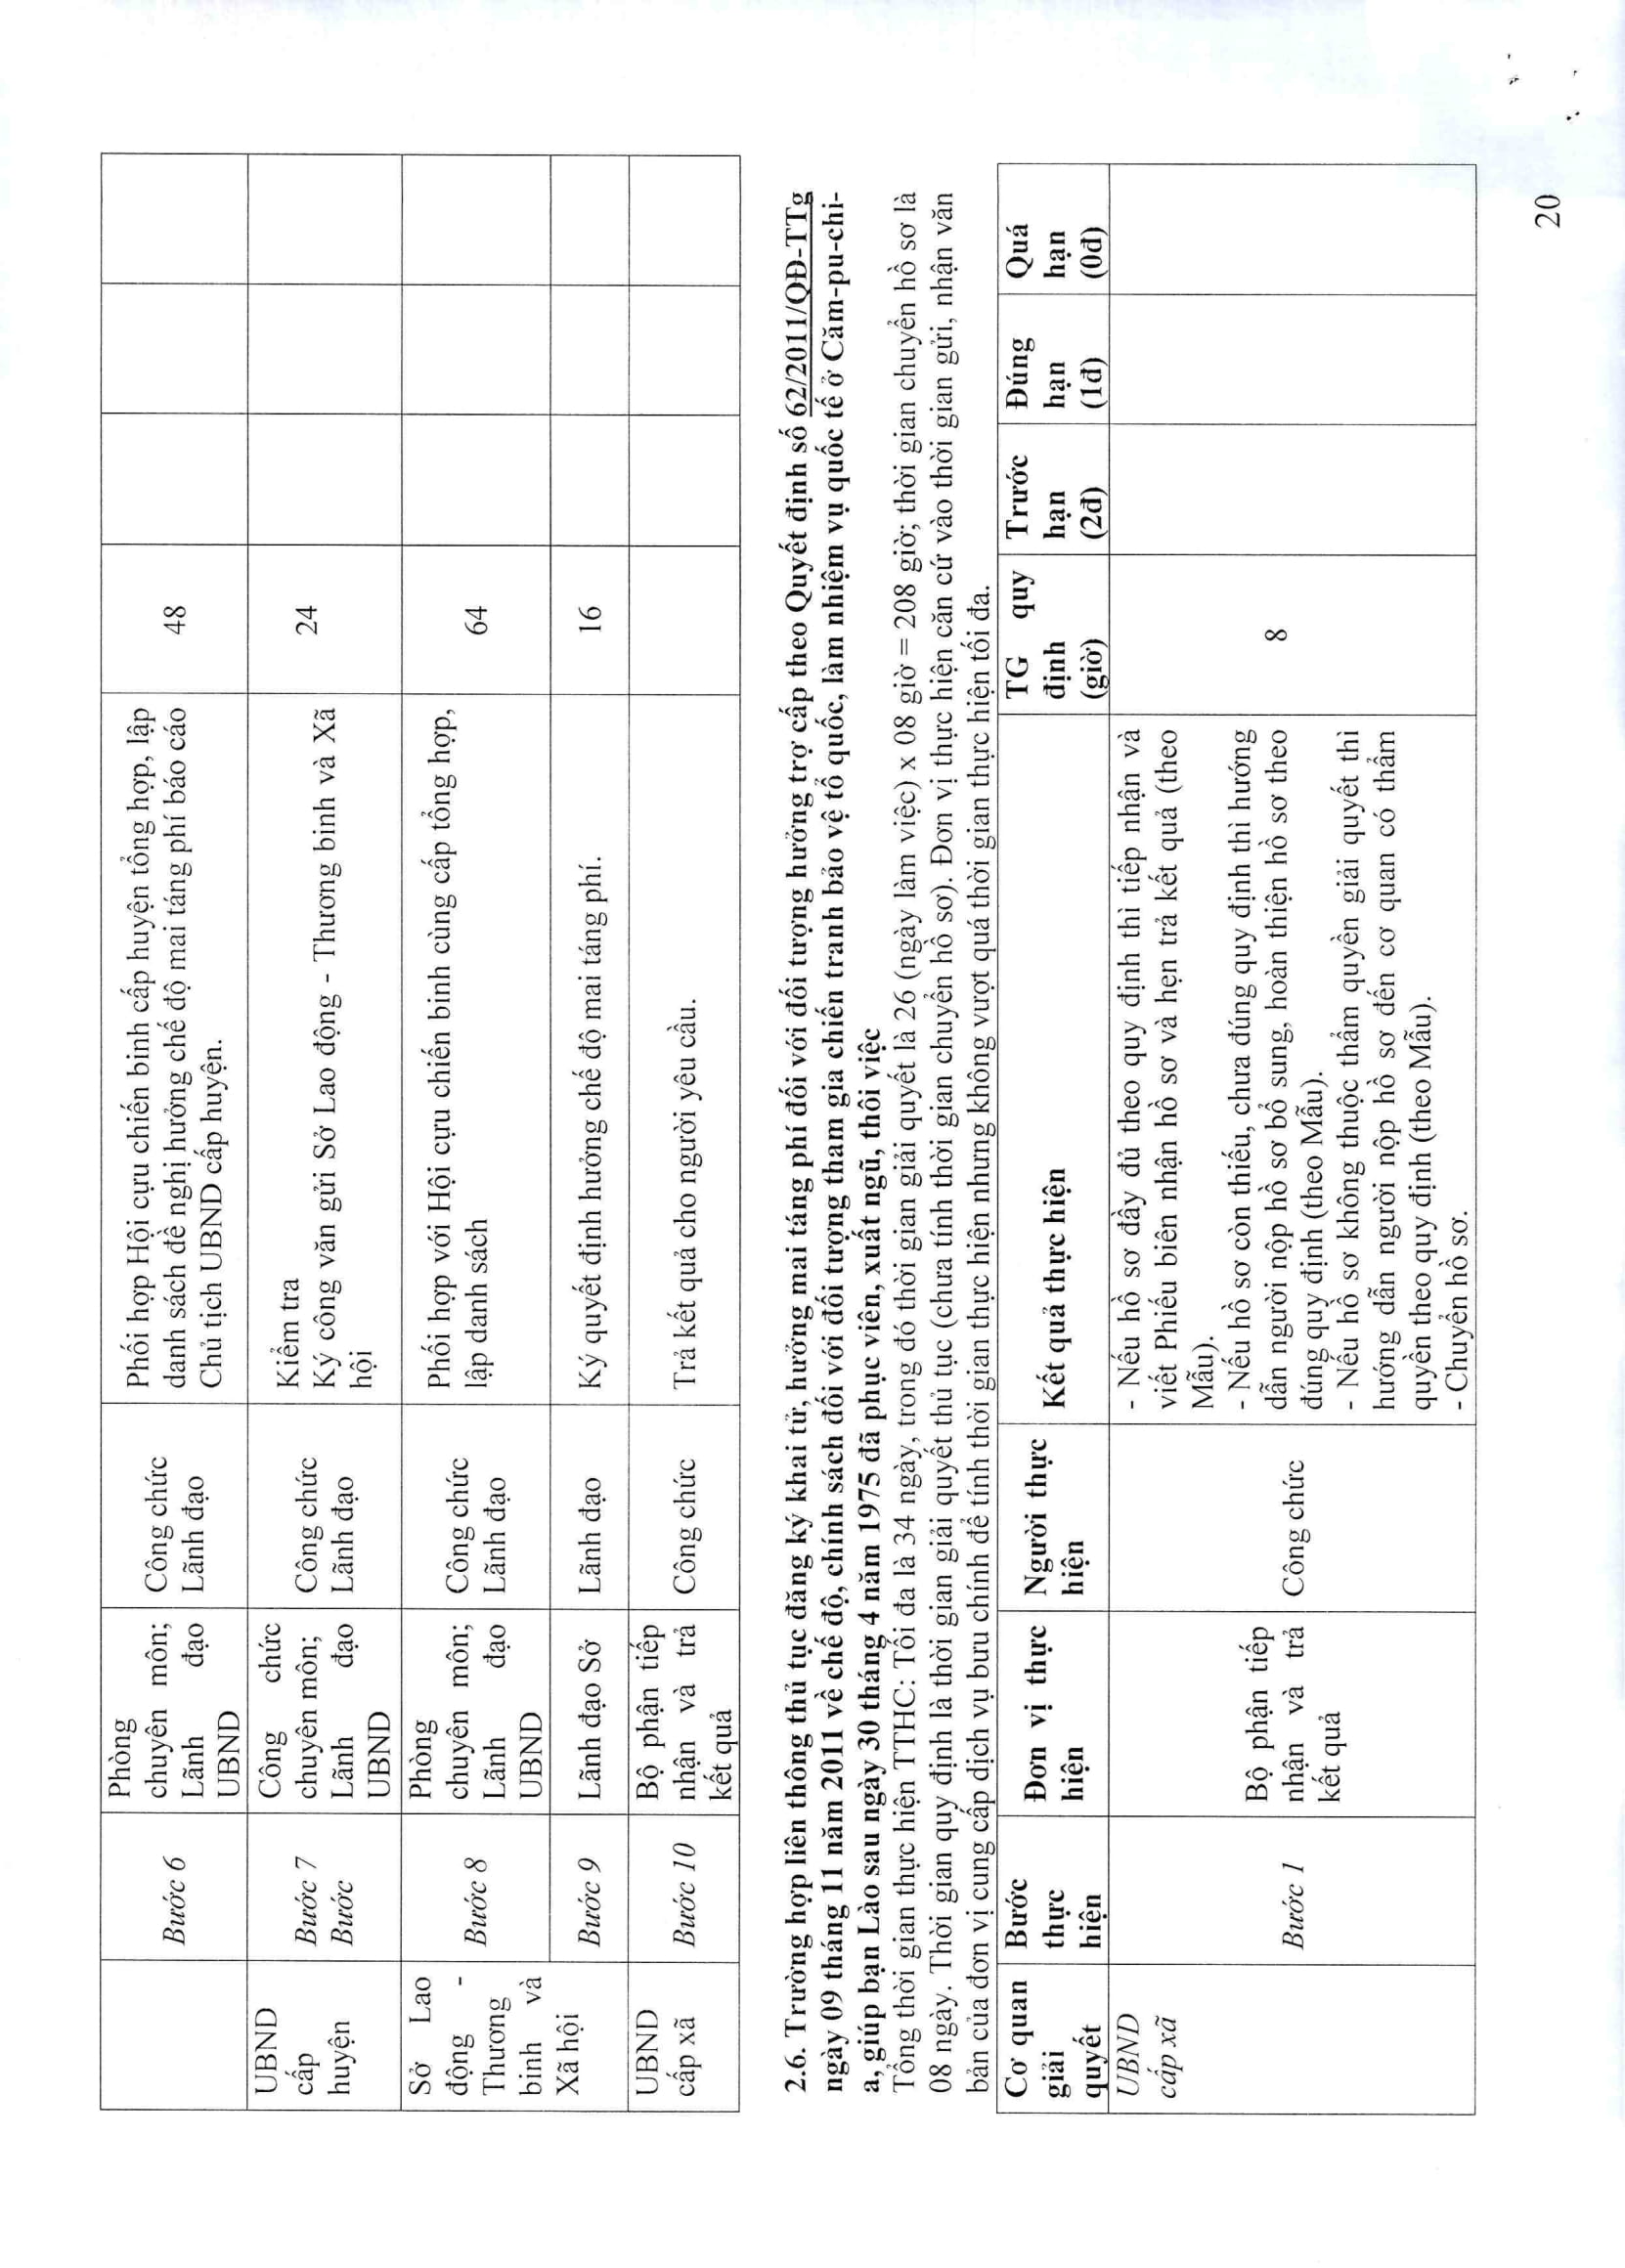 Phòng chuyên môn; Lãnh đạo UBND
Bước 6
Công chức
Lãnh đạo
Phối hợp Hội cựu chiến binh cấp huyện tổng hợp, lập
danh sách đề nghị hưởng chế độ mai táng phí báo cáo
Chủ tịch UBND cấp huyện.
48
UBND
cấp
huyện
Bước 7
Bước
Công chức
chuyên môn;
Lãnh đạo
UBND
Công chức
Lãnh đạo
Kiểm tra
Ký công văn gửi Sở Lao động - Thương binh và Xã
hội
24
Sở Lao
động -
Thương
binh và
Xã hội
Bước 8
Phòng
chuyên môn;
Lãnh đạo
UBND
Công chức
Lãnh đạo
Phối hợp với Hội cựu chiến binh cùng cấp tổng hợp,
lập danh sách
64
Bước 9
Lãnh đạo Sở
Lãnh đạo
Ký quyết định hưởng chế độ mai táng phí.
16
UBND
cấp xã
Bước 10
Bộ phận tiếp
nhận và trả
kết quả
Công chức
Trả kết quả cho người yêu cầu.
2.6. Trường hợp liên thông thủ tục đăng ký khai tử, hưởng mai táng phí đối với đối tượng hưởng trợ cấp theo Quyết định số 62/2011/QĐ-TTg
ngày 09 tháng 11 năm 2011 về chế độ, chính sách đối với đối tượng tham gia chiến tranh bảo vệ tổ quốc, làm nhiệm vụ quốc tế ở Căm-pu-chi-
a, giúp bạn Lào sau ngày 30 tháng 4 năm 1975 đã phục viên, xuất ngũ, thôi việc
Tổng thời gian thực hiện TTHC: Tối đa là 34 ngày, trong đó thời gian giải quyết là 26 (ngày làm việc) x 08 giờ = 208 giờ; thời gian chuyển hồ sơ là
08 ngày. Thời gian quy định là thời gian giải quyết thủ tục (chưa tính thời gian chuyển hồ sơ). Đơn vị thực hiện căn cứ vào thời gian gửi, nhận văn
bản của đơn vị cung cấp dịch vụ bưu chính để tính thời gian thực hiện nhưng không vượt quá thời gian thực hiện tối đa.
Cơ quan
giải
quyết
Bước
thực
hiện
Đơn vị thực
hiện
Người thực
hiện
Kết quả thực hiện
TG quy
định
(giờ)
Trước
hạn
(2đ)
Đúng
hạn
(1đ)
Quá
hạn
(0đ)
UBND
cấp xã
Bước 1
Bộ phận tiếp
nhận và trả
kết quả
Công chức
- Nếu hồ sơ đầy đủ theo quy định thì tiếp nhận và
viết Phiếu biên nhận hồ sơ và hẹn trả kết quả (theo
Mẫu).
- Nếu hồ sơ còn thiếu, chưa đúng quy định thì hướng
dẫn người nộp hồ sơ bổ sung, hoàn thiện hồ sơ theo
đúng quy định (theo Mẫu).
- Nếu hồ sơ không thuộc thẩm quyền giải quyết thì
hướng dẫn người nộp hồ sơ đến cơ quan có thẩm
quyền theo quy định (theo Mẫu).
- Chuyển hồ sơ.
8
20